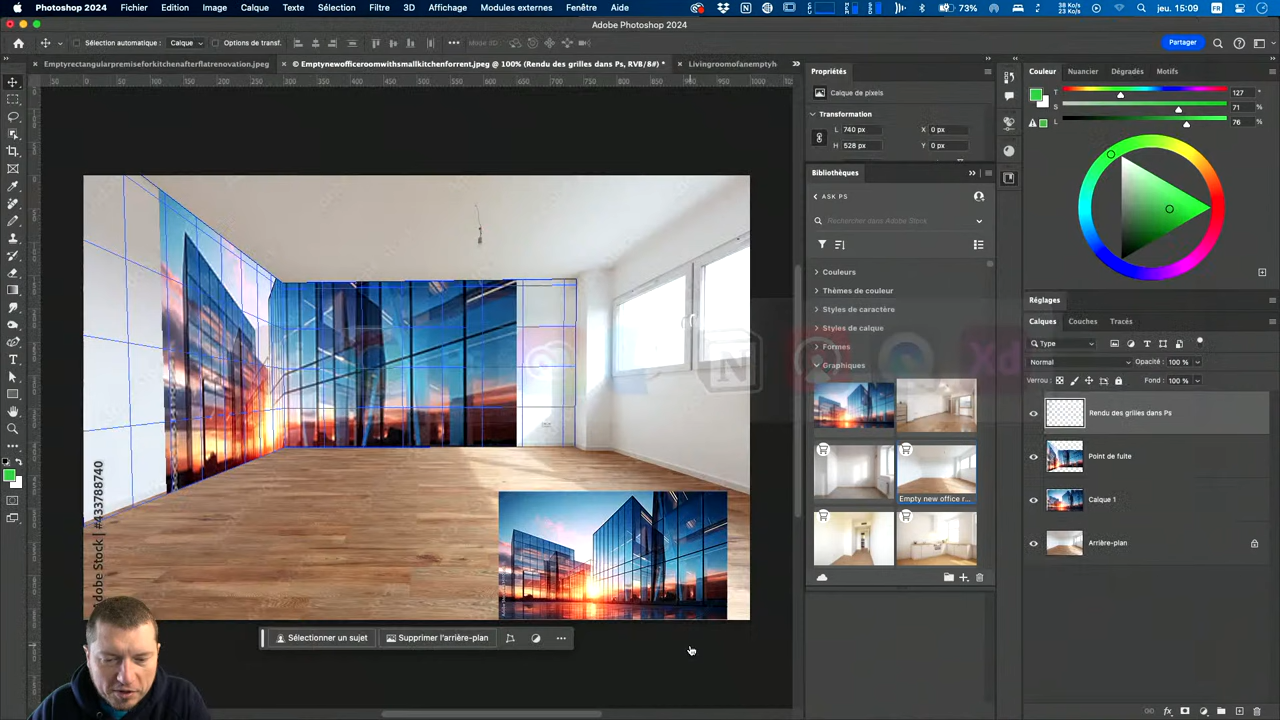 Photoshop 2024 Fichier Edition Image Calque Texte Sélection Filtre 3D Affichage Modules externes Fenêtre Aide
73% FR jeu. 15:09
Adobe Photoshop 2024
Sélection automatique : Calque Options de transf. Mode 3D : Partager
Emptyrectangularpremiseforkitchenafterflatrenovation.jpeg
© Emptynewofficeroomwithsmallkitchenforrent.jpeg @ 100% (Rendu des grilles dans Ps, RVB/8#) *
Livingroomofanemptyh
Propriétés
Calque de pixels
Transformation
L 740 px X 0 px
H 528 px Y 0 px
Bibliothèques
ASK PS
Rechercher dans Adobe Stock
Couleurs
Thèmes de couleur
Styles de caractère
Styles de calque
Formes
Graphiques
Empty new office r...
Couleur Nuancier Dégradés Motifs
T 127 °
S 71 %
L 76 %
Réglages
Calques Couches Tracés
Type
Normal Opacité : 100 %
Verrou : Fond : 100 %
Rendu des grilles dans Ps
Point de fuite
Calque 1
Arrière-plan
Adobe Stock | #433788740
Sélectionner un sujet Supprimer l'arrière-plan
Xd